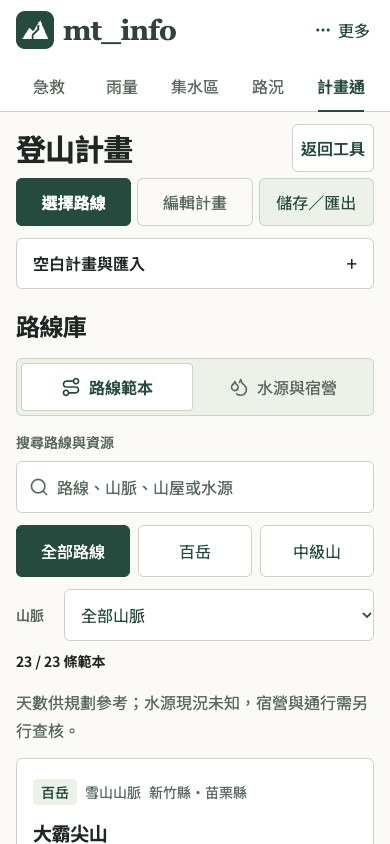 mt_info
更多
急救 雨量 集水區 路況 計畫通
登山計畫
返回工具
選擇路線 編輯計畫 儲存／匯出
空白計畫與匯入 +
路線庫
路線範本 水源與宿營
搜尋路線與資源
路線、山脈、山屋或水源
全部路線 百岳 中級山
山脈 全部山脈
23 / 23 條範本
天數供規劃參考；水源現況未知，宿營與通行需另
行查核。
百岳 雪山山脈 新竹縣・苗栗縣
大霸尖山